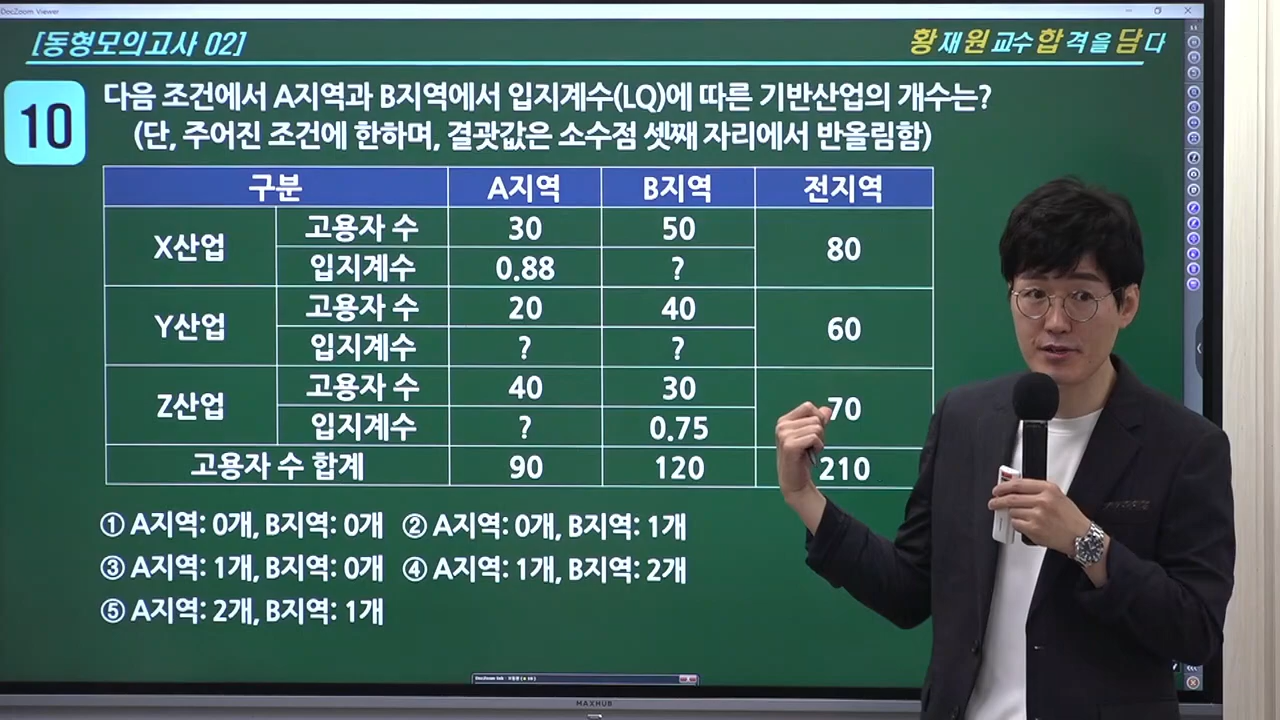 DocZoom Viewer
[동형모의고사 02]
황재원교수합격을담다
10
다음 조건에서 A지역과 B지역에서 입지계수(LQ)에 따른 기반산업의 개수는?
(단, 주어진 조건에 한하며, 결괏값은 소수점 셋째 자리에서 반올림함)
구분 A지역 B지역 전지역
X산업 고용자 수 30 50 80
입지계수 0.88 ?
Y산업 고용자 수 20 40 60
입지계수 ? ?
Z산업 고용자 수 40 30 70
입지계수 ? 0.75
고용자 수 합계 90 120 210
① A지역: 0개, B지역: 0개 ② A지역: 0개, B지역: 1개
③ A지역: 1개, B지역: 0개 ④ A지역: 1개, B지역: 2개
⑤ A지역: 2개, B지역: 1개
MAXHUB